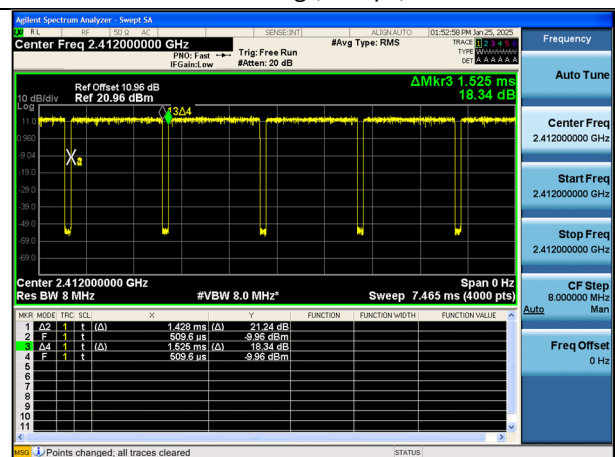 Agilent Spectrum Analyzer - Swept SA
RL RF 50 Ω AC SENSE:INT ALIGN AUTO 01:52:58 PM Jan 25, 2025
Center Freq 2.412000000 GHz
#Avg Type: RMS
TRACE 1 2 3 4 5 6
PNO: Fast Trig: Free Run
TYPE
IFGain:Low #Atten: 20 dB
DET A A A A A A
ΔMkr3 1.525 ms
18.34 dB
Ref Offset 10.96 dB
10 dB/div Ref 20.96 dBm
Log
11.0
0.960
-9.04
-19.0
-29.0
-39.0
-49.0
-59.0
-69.0
3Δ4
Center 2.412000000 GHz Span 0 Hz
Res BW 8 MHz #VBW 8.0 MHz* Sweep 7.465 ms (4000 pts)
MKR MODE TRC SCL X Y FUNCTION FUNCTION WIDTH FUNCTION VALUE
1 Δ2 1 t (Δ) 1.428 ms (Δ) 21.24 dB
2 F 1 t 509.6 µs -9.96 dBm
3 Δ4 1 t (Δ) 1.525 ms (Δ) 18.34 dB
4 F 1 t 509.6 µs -9.96 dBm
5
6
7
8
9
10
11
MSG Points changed; all traces cleared STATUS
Frequency
Auto Tune
Center Freq
2.412000000 GHz
Start Freq
2.412000000 GHz
Stop Freq
2.412000000 GHz
CF Step
8.000000 MHz
Auto Man
Freq Offset
0 Hz